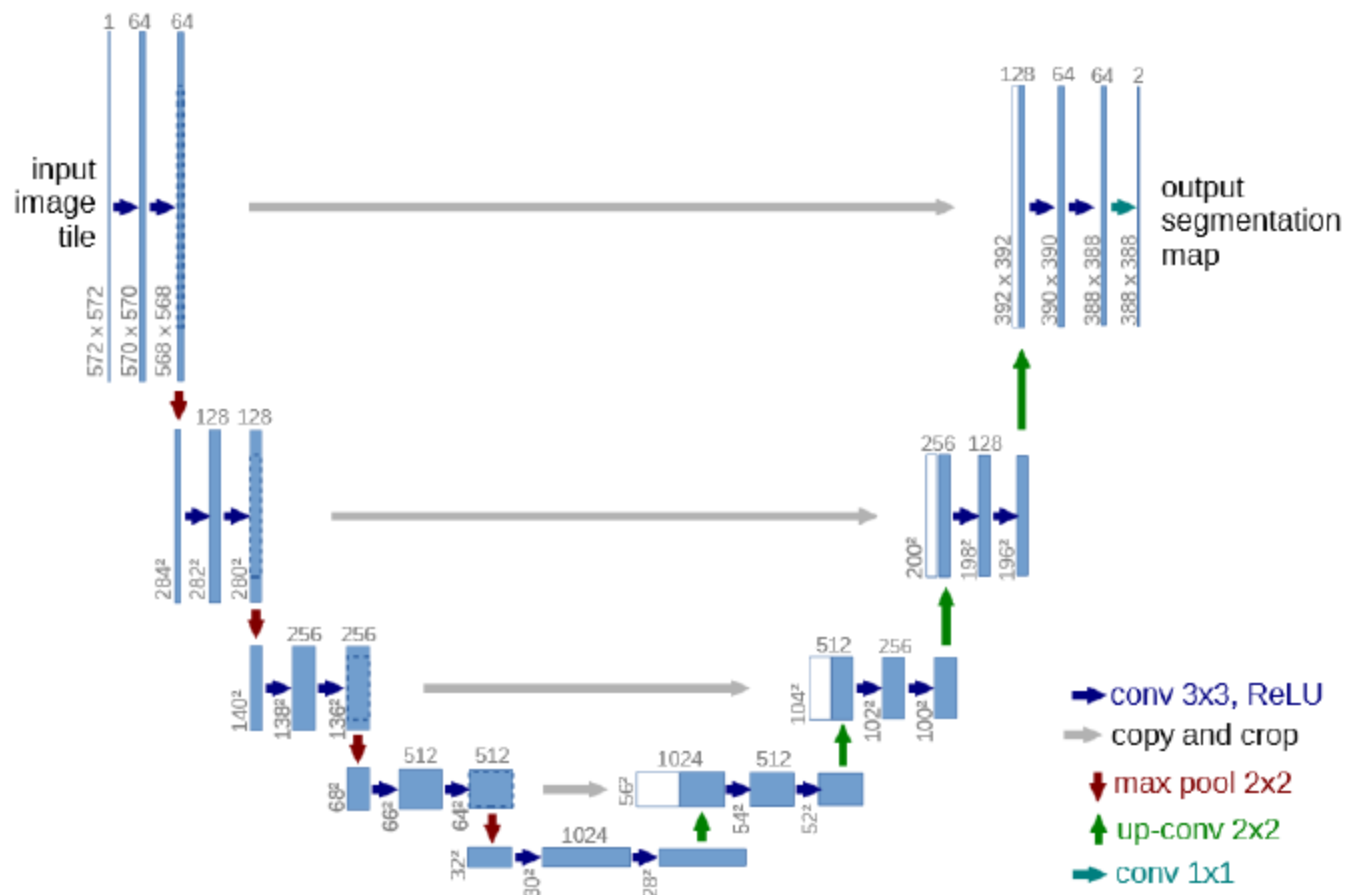 1 64 64
128 64 64 2
input
image
tile
output
segmentation
map
572 x 572
570 x 570
568 x 568
392 x 392
390 x 390
388 x 388
388 x 388
128 128
256 128
284²
282²
280²
200²
198²
196²
256 256
512 256
140²
138²
136²
104²
102²
100²
512 512
1024 512
68²
66²
64²
56²
54²
52²
1024
32²
conv 3x3, ReLU
copy and crop
max pool 2x2
up-conv 2x2
conv 1x1